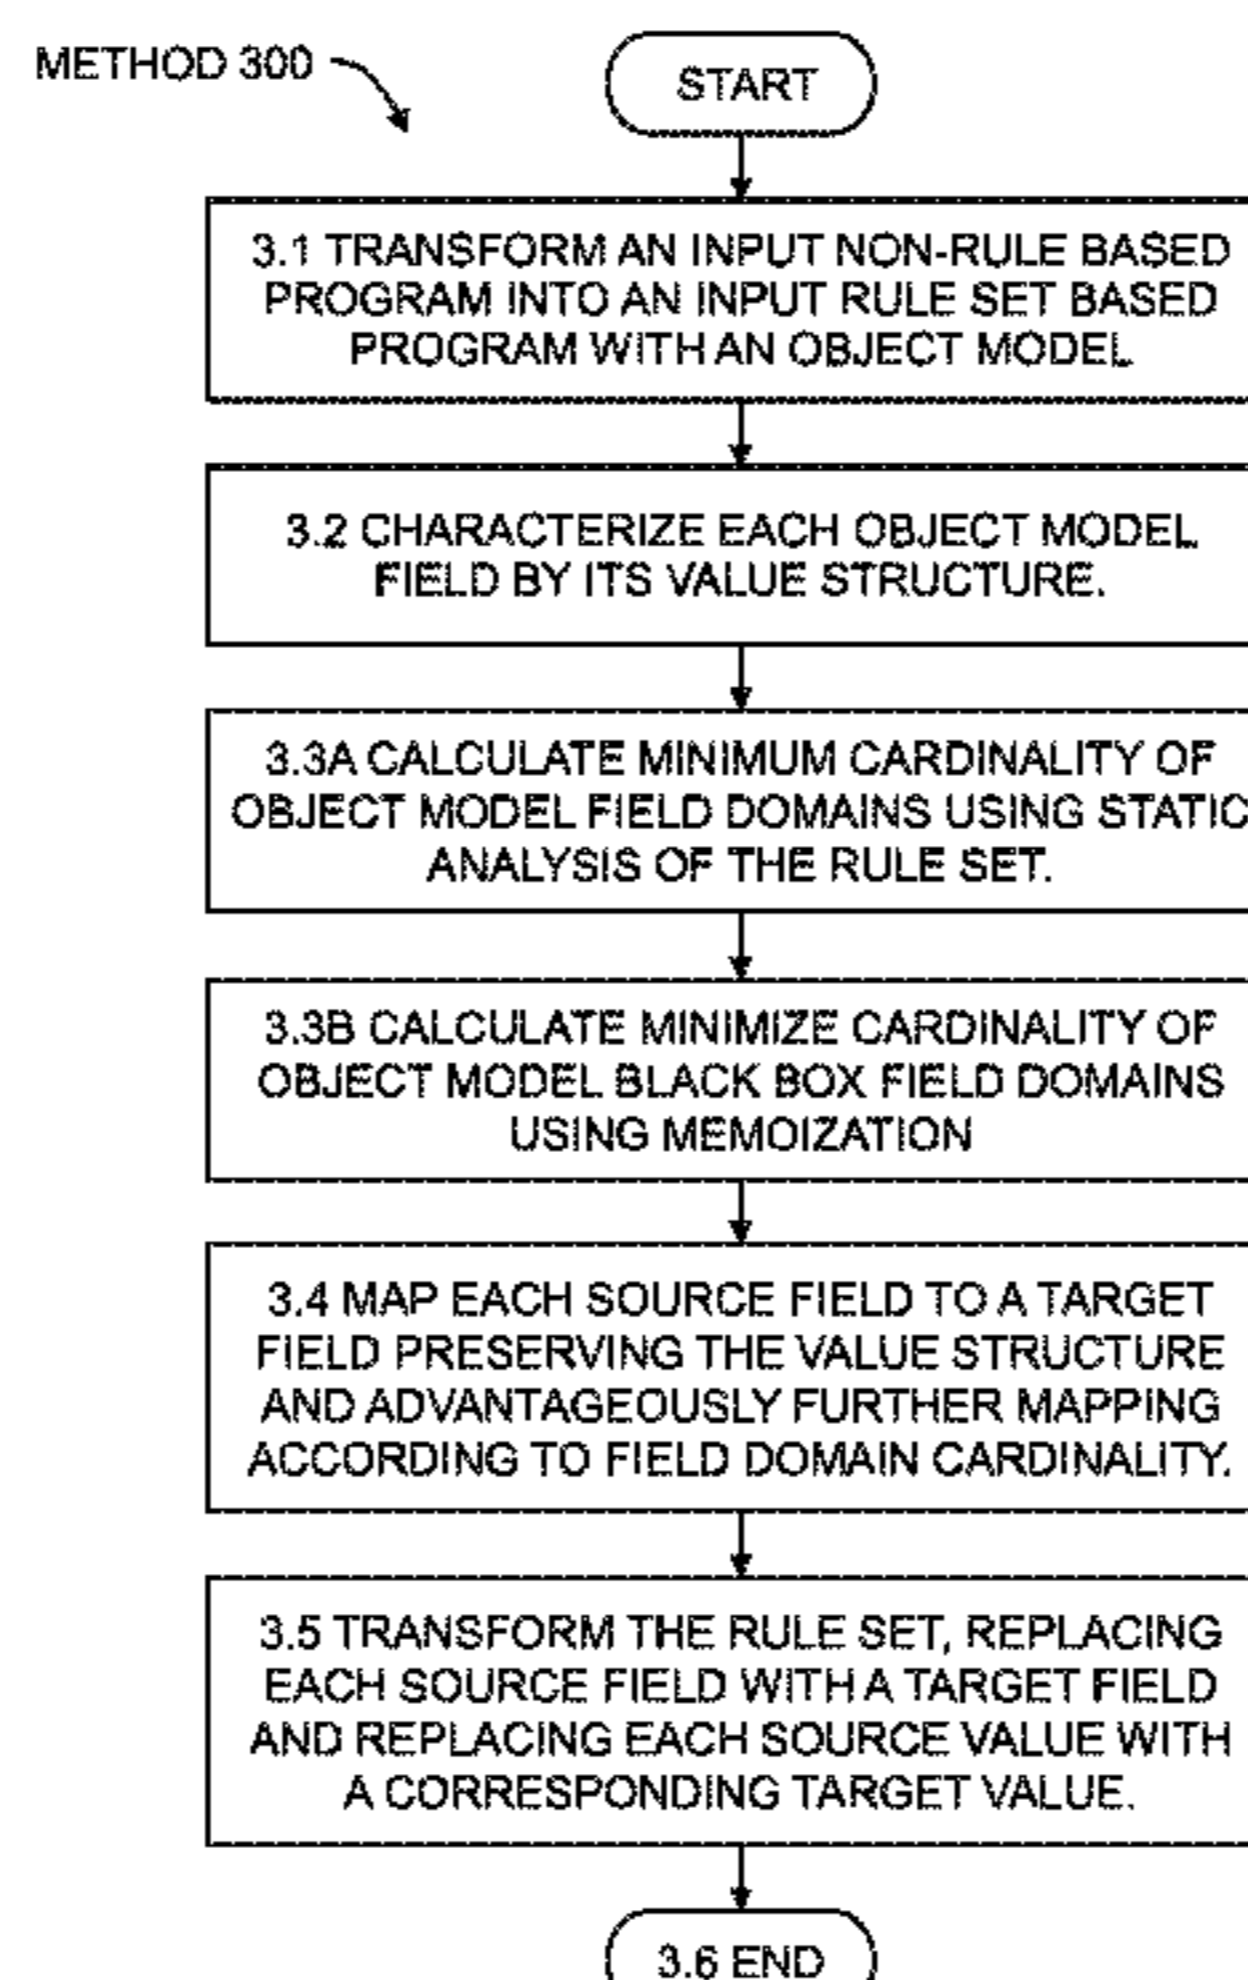 METHOD 300
START
3.1 TRANSFORM AN INPUT NON-RULE BASED
PROGRAM INTO AN INPUT RULE SET BASED
PROGRAM WITH AN OBJECT MODEL
3.2 CHARACTERIZE EACH OBJECT MODEL
FIELD BY ITS VALUE STRUCTURE.
3.3A CALCULATE MINIMUM CARDINALITY OF
OBJECT MODEL FIELD DOMAINS USING STATIC
ANALYSIS OF THE RULE SET.
3.3B CALCULATE MINIMIZE CARDINALITY OF
OBJECT MODEL BLACK BOX FIELD DOMAINS
USING MEMOIZATION
3.4 MAP EACH SOURCE FIELD TO A TARGET
FIELD PRESERVING THE VALUE STRUCTURE
AND ADVANTAGEOUSLY FURTHER MAPPING
ACCORDING TO FIELD DOMAIN CARDINALITY.
3.5 TRANSFORM THE RULE SET, REPLACING
EACH SOURCE FIELD WITH A TARGET FIELD
AND REPLACING EACH SOURCE VALUE WITH
A CORRESPONDING TARGET VALUE.
3.6 END